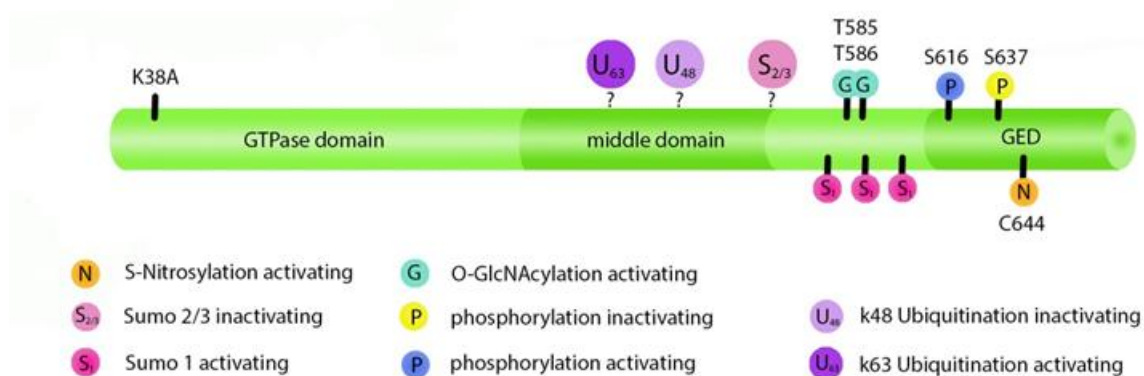 T585
T586
K38A
U63
U48
S2/3
S616
S637
?
?
?
G G
P
P
GTPase domain
middle domain
GED
S1
S1
S1
N
C644
N S-Nitrosylation activating
G O-GlcNAcylation activating
S2/3 Sumo 2/3 inactivating
P phosphorylation inactivating
U48 k48 Ubiquitination inactivating
S1 Sumo 1 activating
P phosphorylation activating
U63 k63 Ubiquitination activating